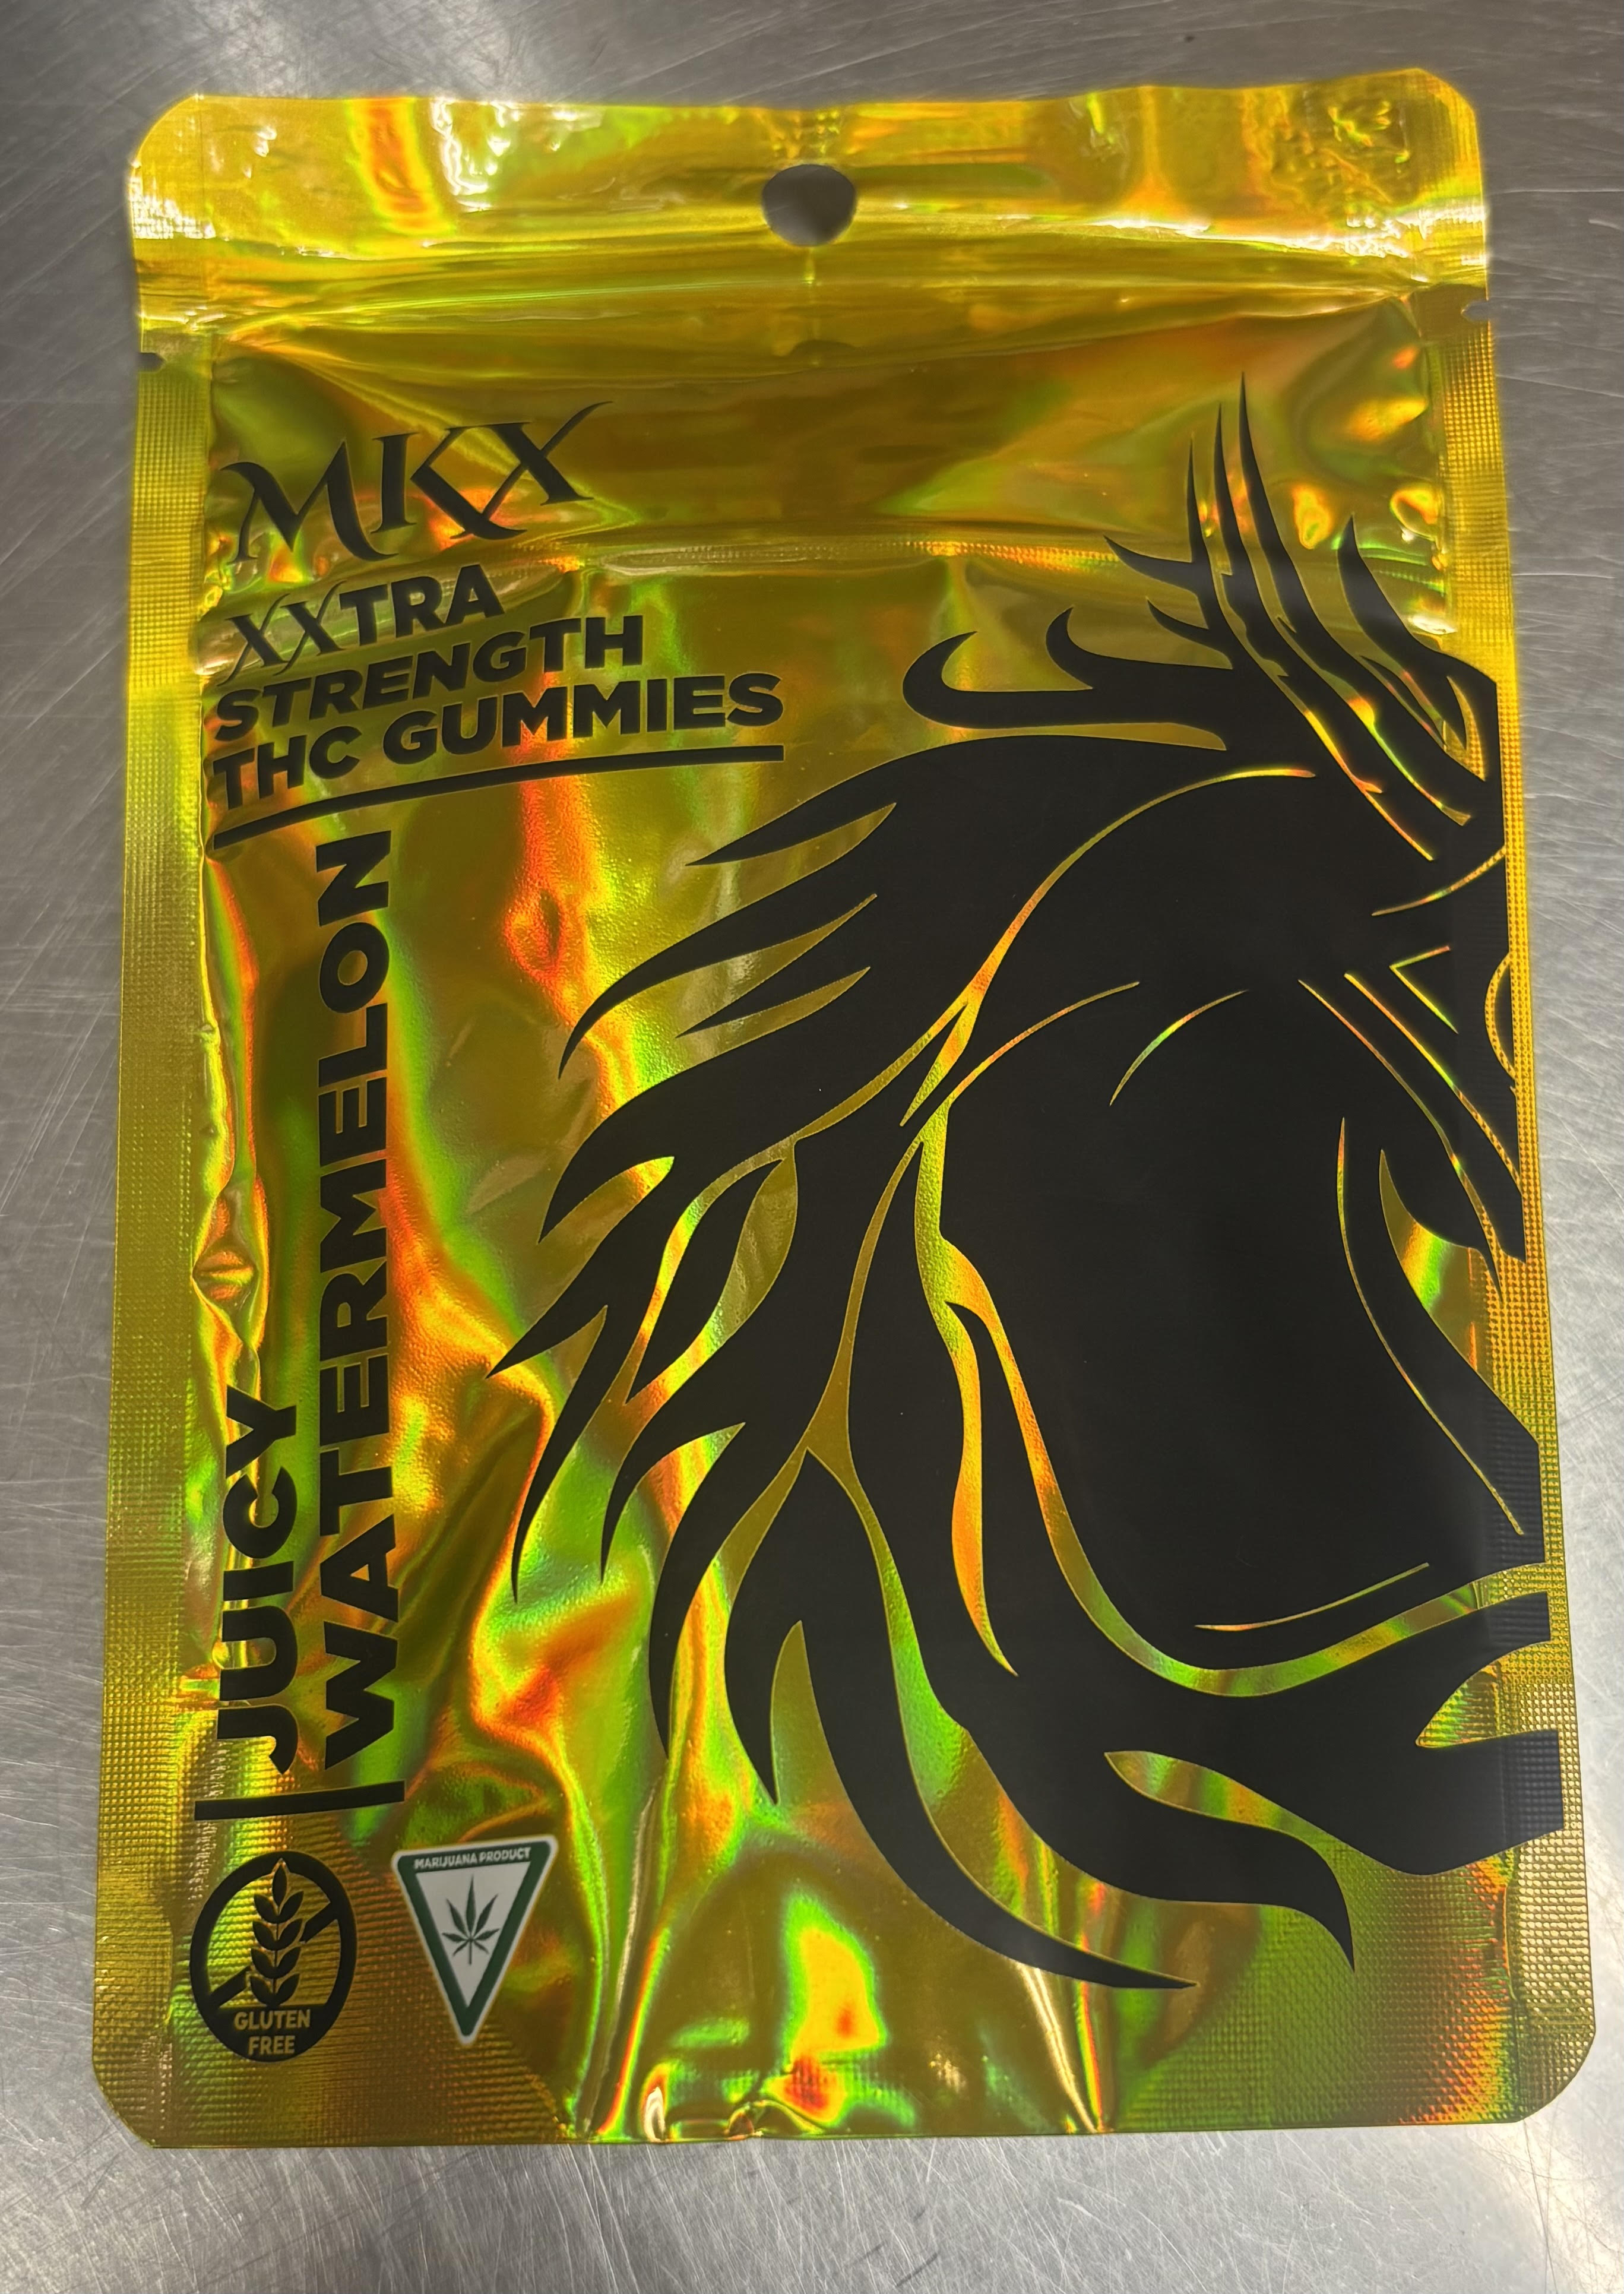 MKX
XXTRA
STRENGTH
THC GUMMIES
JUICY
WATERMELON
GLUTEN
FREE
MARIJUANA PRODUCT